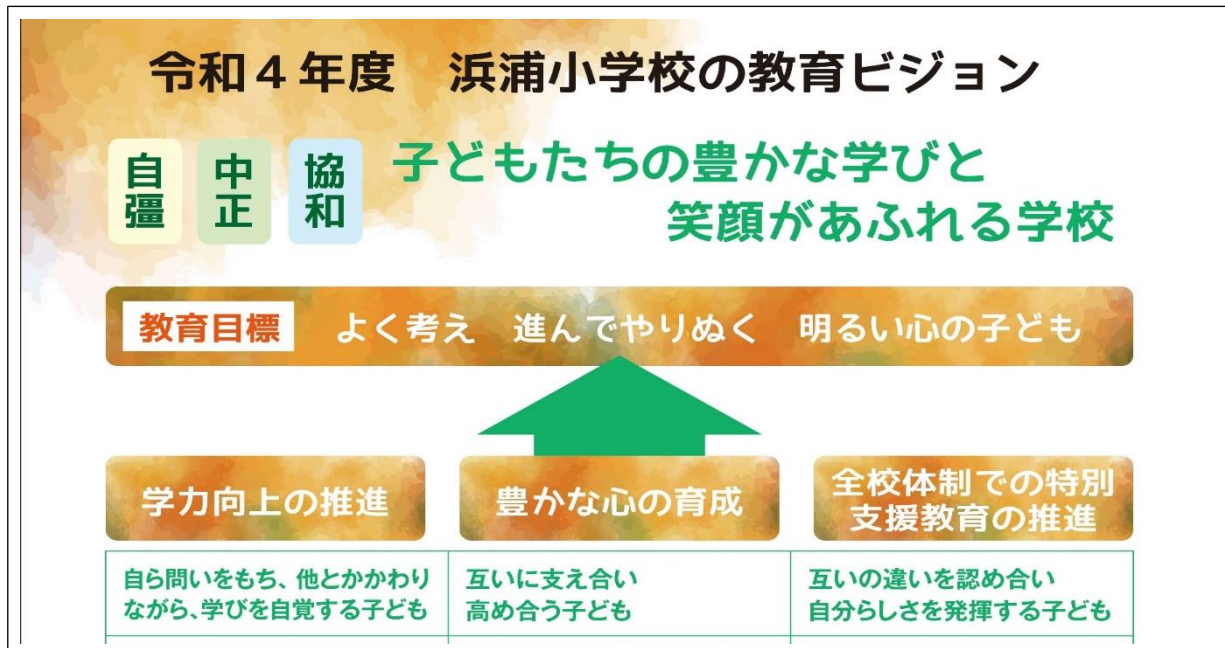 令和４年度　浜浦小学校の教育ビジョン
自彊
中正
協和
子どもたちの豊かな学びと
笑顔があふれる学校
教育目標　よく考え　進んでやりぬく　明るい心の子ども
学力向上の推進
豊かな心の育成
全校体制での特別
支援教育の推進
自ら問いをもち、他とかかわり
ながら、学びを自覚する子ども
互いに支え合い
高め合う子ども
互いの違いを認め合い
自分らしさを発揮する子ども